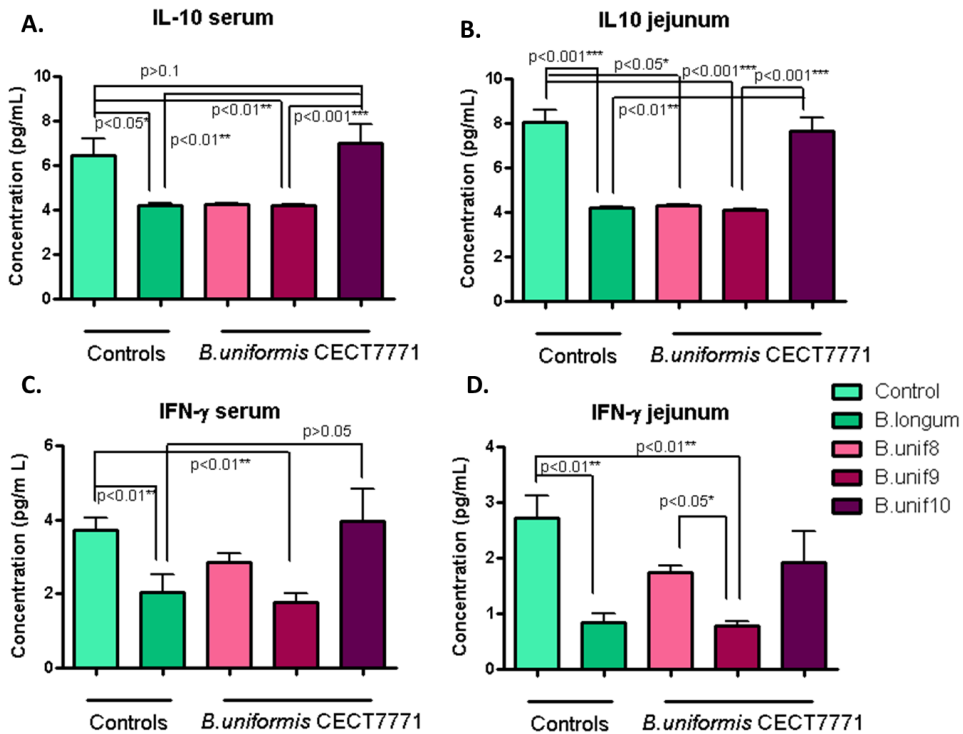 A.
IL-10 serum
Concentration (pg/mL)
10
8
6
4
2
0
p>0.1
p<0.05*
p<0.01**
p<0.01**
p<0.001***
Controls
B.uniformis CECT7771
B.
IL10 jejunum
Concentration (pg/mL)
10
8
6
4
2
0
p<0.001***
p<0.05*
p<0.001***
p<0.001***
p<0.01**
Controls
B.uniformis CECT7771
C.
IFN-γ serum
Concentration (pg/m L)
6
4
2
0
p>0.05
p<0.01**
p<0.01**
Controls
B.uniformis CECT7771
D.
IFN-γ jejunum
Concentration (pg/mL)
4
3
2
1
0
p<0.01**
p<0.01**
p<0.05*
Controls
B.uniformis CECT7771
Control
B.longum
B.unif8
B.unif9
B.unif10